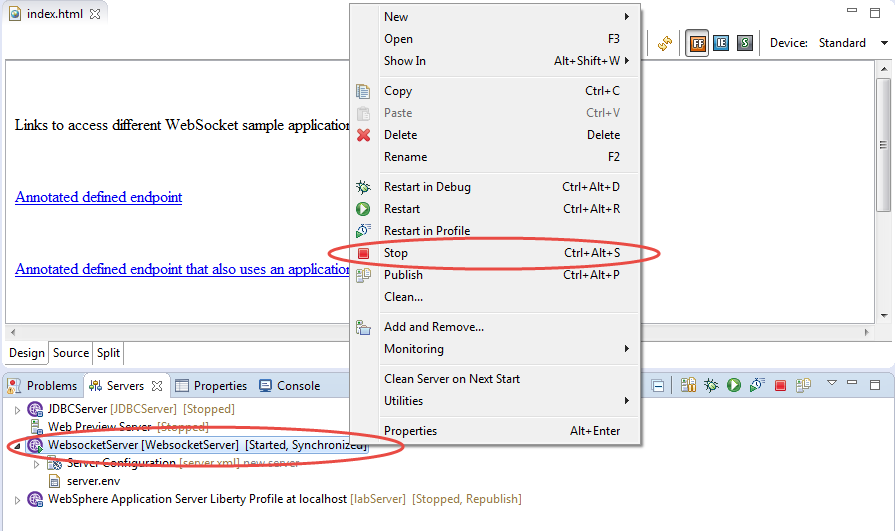 index.html
FF IE S Device: Standard
Links to access different WebSocket sample application
Annotated defined endpoint
Annotated defined endpoint that also uses an application
Design Source Split
New
Open F3
Show In Alt+Shift+W
Copy Ctrl+C
Paste Ctrl+V
Delete Delete
Rename F2
Restart in Debug Ctrl+Alt+D
Restart Ctrl+Alt+R
Restart in Profile
Stop Ctrl+Alt+S
Publish Ctrl+Alt+P
Clean...
Add and Remove...
Monitoring
Clean Server on Next Start
Utilities
Properties Alt+Enter
Problems Servers Properties Console
JDBCServer [JDBCServer] [Stopped]
Web Preview Server [Stopped]
WebsocketServer [WebsocketServer] [Started, Synchronized]
Server Configuration [server.xml] new server
server.env
WebSphere Application Server Liberty Profile at localhost [labServer] [Stopped, Republish]